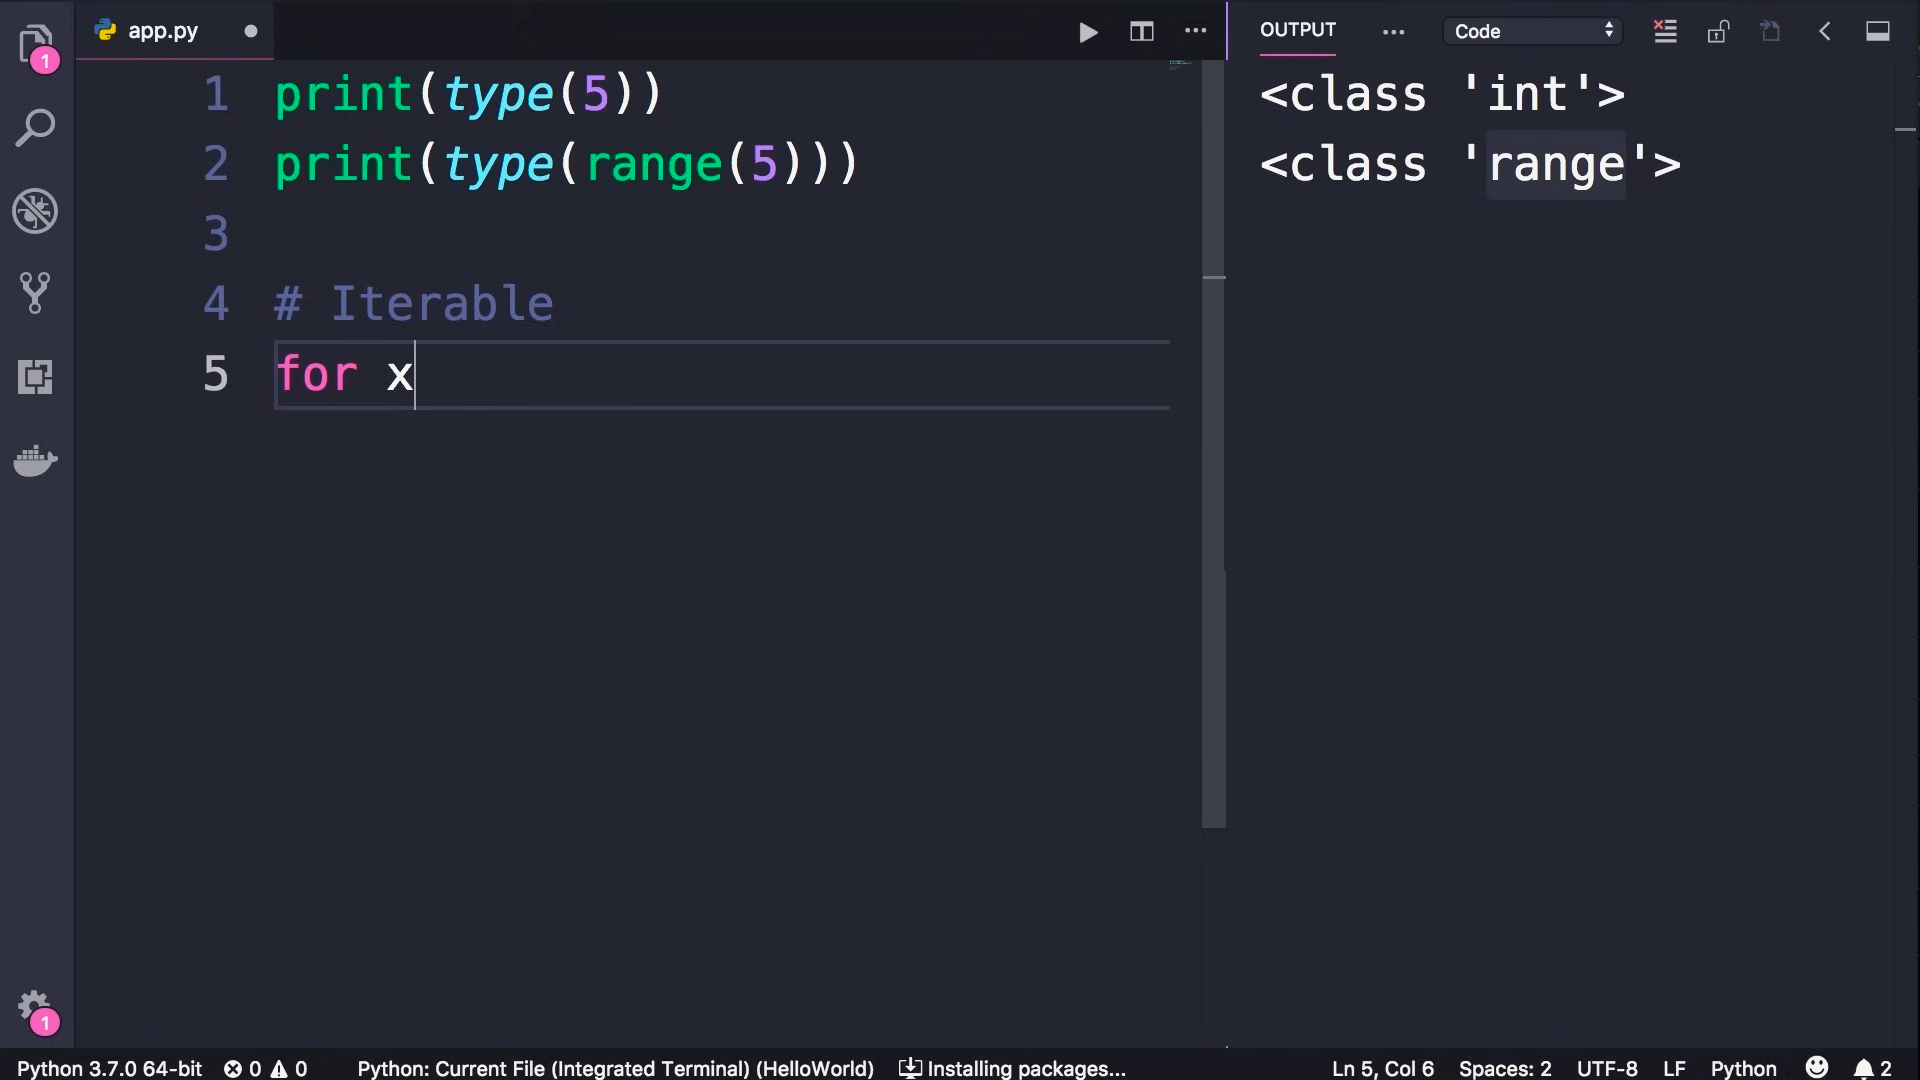 app.py
OUTPUT
Code
1 print(type(5))
2 print(type(range(5)))
3
4 # Iterable
5 for x
<class 'int'>
<class 'range'>
1
1
Python 3.7.0 64-bit 0 0 Python: Current File (Integrated Terminal) (HelloWorld) Installing packages... Ln 5, Col 6 Spaces: 2 UTF-8 LF Python 2